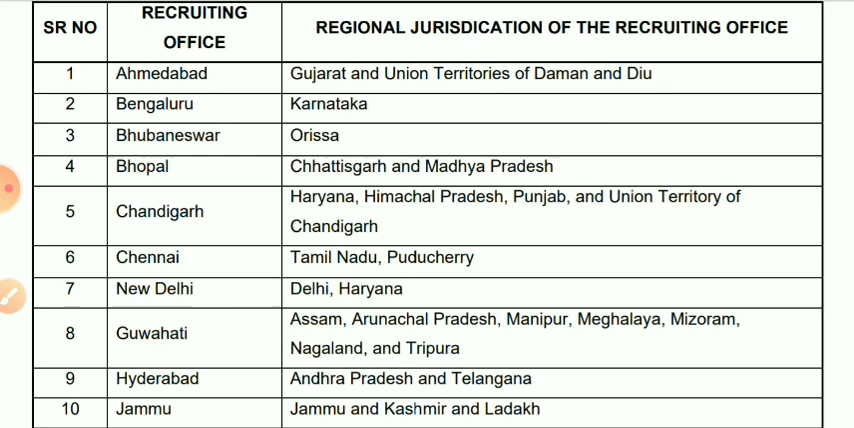 SR NO RECRUITING OFFICE REGIONAL JURISDICATION OF THE RECRUITING OFFICE
1 Ahmedabad Gujarat and Union Territories of Daman and Diu
2 Bengaluru Karnataka
3 Bhubaneswar Orissa
4 Bhopal Chhattisgarh and Madhya Pradesh
5 Chandigarh Haryana, Himachal Pradesh, Punjab, and Union Territory of
Chandigarh
6 Chennai Tamil Nadu, Puducherry
7 New Delhi Delhi, Haryana
8 Guwahati Assam, Arunachal Pradesh, Manipur, Meghalaya, Mizoram,
Nagaland, and Tripura
9 Hyderabad Andhra Pradesh and Telangana
10 Jammu Jammu and Kashmir and Ladakh